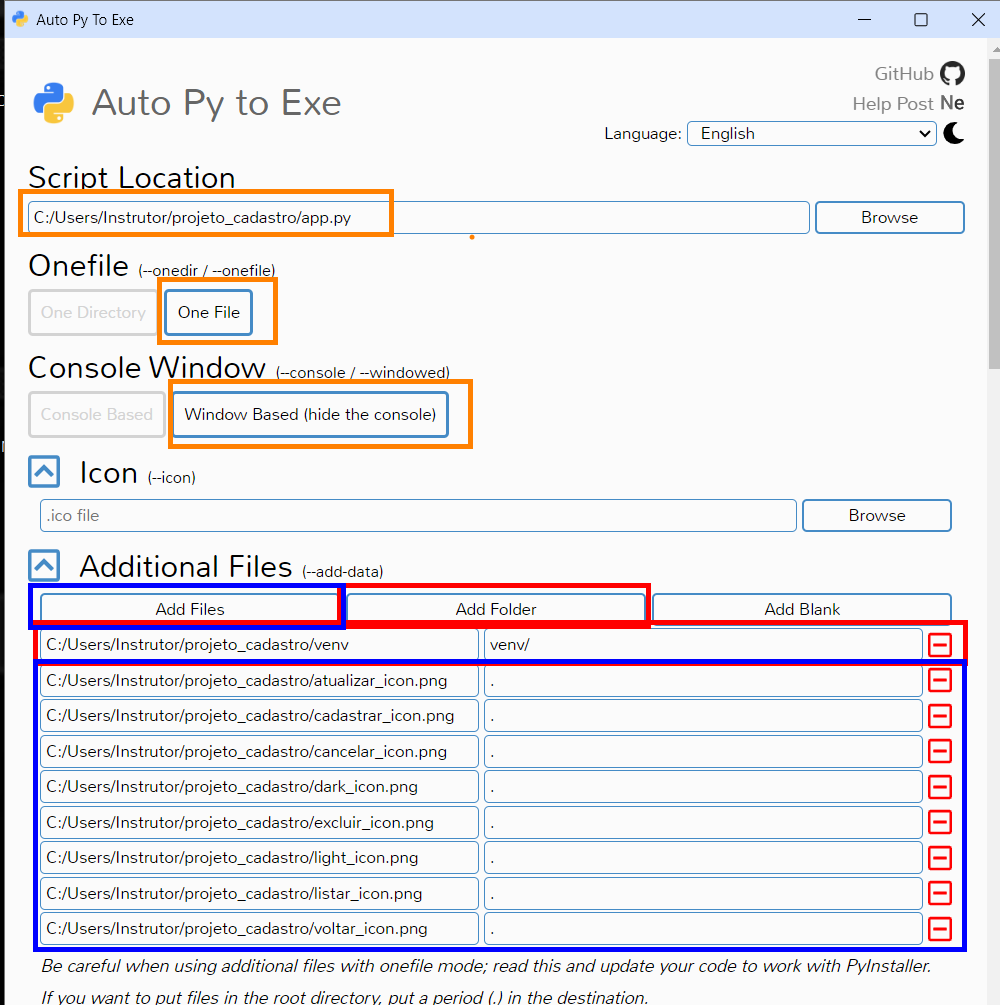 Auto Py To Exe
GitHub
Auto Py to Exe
Help Post Ne
Language: English
Script Location
C:/Users/Instrutor/projeto_cadastro/app.py Browse
Onefile (--onedir / --onefile)
One Directory One File
Console Window (--console / --windowed)
Console Based Window Based (hide the console)
Icon (--icon)
.ico file Browse
Additional Files (--add-data)
Add Files Add Folder Add Blank
C:/Users/Instrutor/projeto_cadastro/venv venv/
C:/Users/Instrutor/projeto_cadastro/atualizar_icon.png .
C:/Users/Instrutor/projeto_cadastro/cadastrar_icon.png .
C:/Users/Instrutor/projeto_cadastro/cancelar_icon.png .
C:/Users/Instrutor/projeto_cadastro/dark_icon.png .
C:/Users/Instrutor/projeto_cadastro/excluir_icon.png .
C:/Users/Instrutor/projeto_cadastro/light_icon.png .
C:/Users/Instrutor/projeto_cadastro/listar_icon.png .
C:/Users/Instrutor/projeto_cadastro/voltar_icon.png .
Be careful when using additional files with onefile mode; read this and update your code to work with PyInstaller.
If you want to put files in the root directory, put a period (.) in the destination.